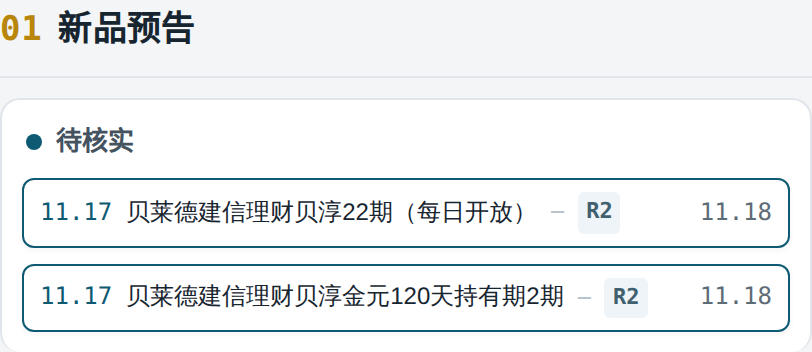 01 新品预告
待核实
11.17 贝莱德建信理财贝淳22期（每日开放） — R2 11.18
11.17 贝莱德建信理财贝淳金元120天持有期2期 — R2 11.18